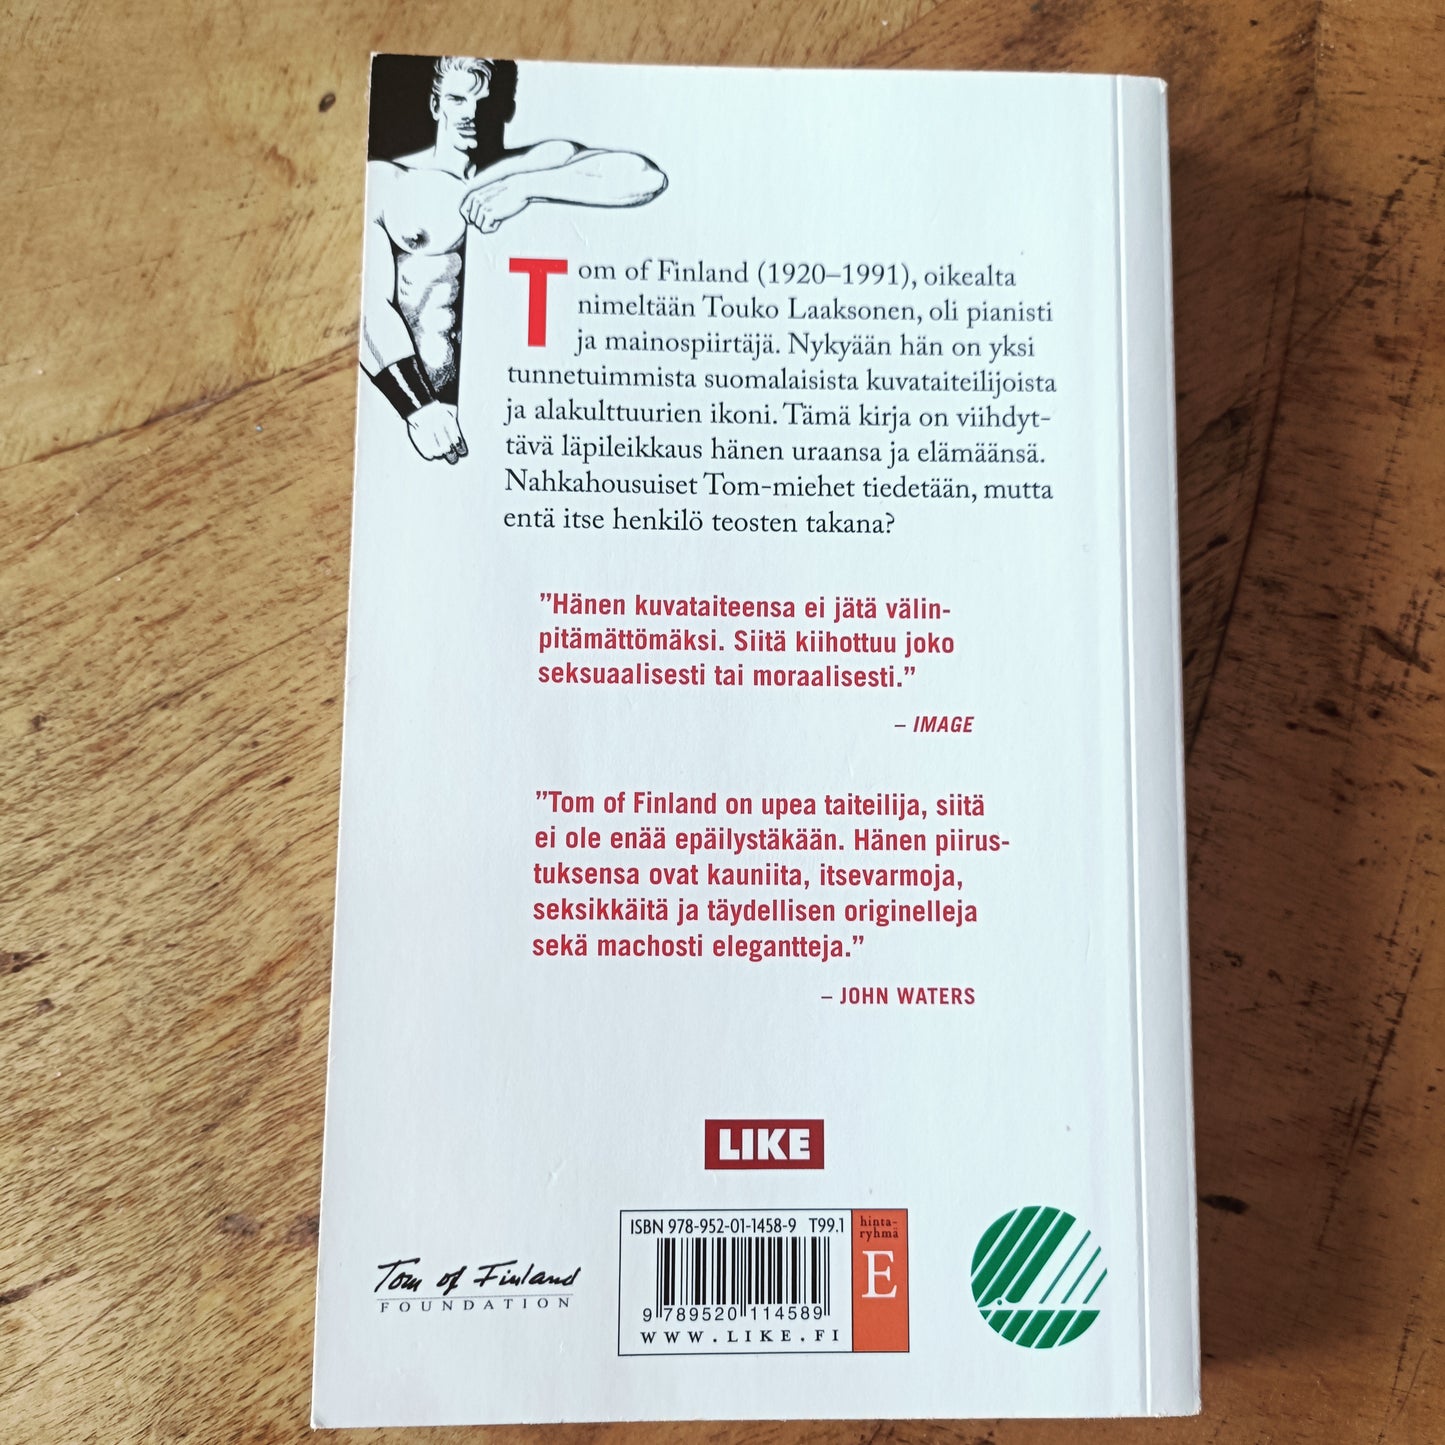 Tom of Finland (1920–1991), oikealta
nimeltään Touko Laaksonen, oli pianisti
ja mainospiirtäjä. Nykyään hän on yksi
tunnetuimmista suomalaisista kuvataiteilijoista
ja alakulttuurien ikoni. Tämä kirja on viihdyt-
tävä läpileikkaus hänen uraansa ja elämäänsä.
Nahkahousuiset Tom-miehet tiedetään, mutta
entä itse henkilö teosten takana?
”Hänen kuvataiteensa ei jätä välin-
pitämättömäksi. Siitä kiihottuu joko
seksuaalisesti tai moraalisesti.”
– IMAGE
”Tom of Finland on upea taiteilija, siitä
ei ole enää epäilystäkään. Hänen piirus-
tuksensa ovat kauniita, itsevarmoja,
seksikkäitä ja täydellisen originelleja
sekä machosti elegantteja.”
– JOHN WATERS
LIKE
Tom of Finland
FOUNDATION
ISBN 978-952-01-1458-9 T99.1
9 789520 114589
WWW.LIKE.FI
hinta-
ryhmä
E